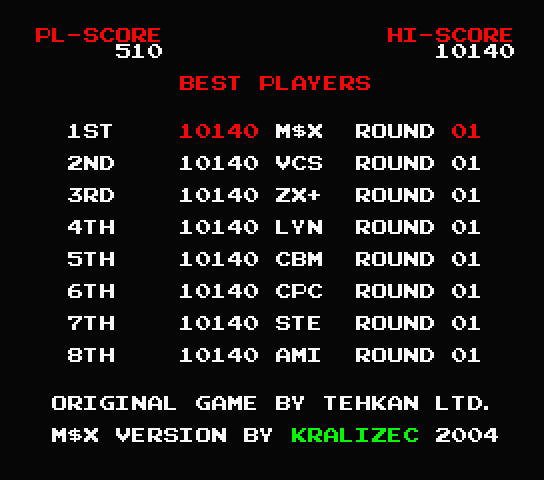 PL-SCORE HI-SCORE
510 10140
BEST PLAYERS
1ST 10140 M$X ROUND 01
2ND 10140 VCS ROUND 01
3RD 10140 ZX+ ROUND 01
4TH 10140 LYN ROUND 01
5TH 10140 CBM ROUND 01
6TH 10140 CPC ROUND 01
7TH 10140 STE ROUND 01
8TH 10140 AMI ROUND 01
ORIGINAL GAME BY TEHKAN LTD.
M$X VERSION BY KRALIZEC 2004